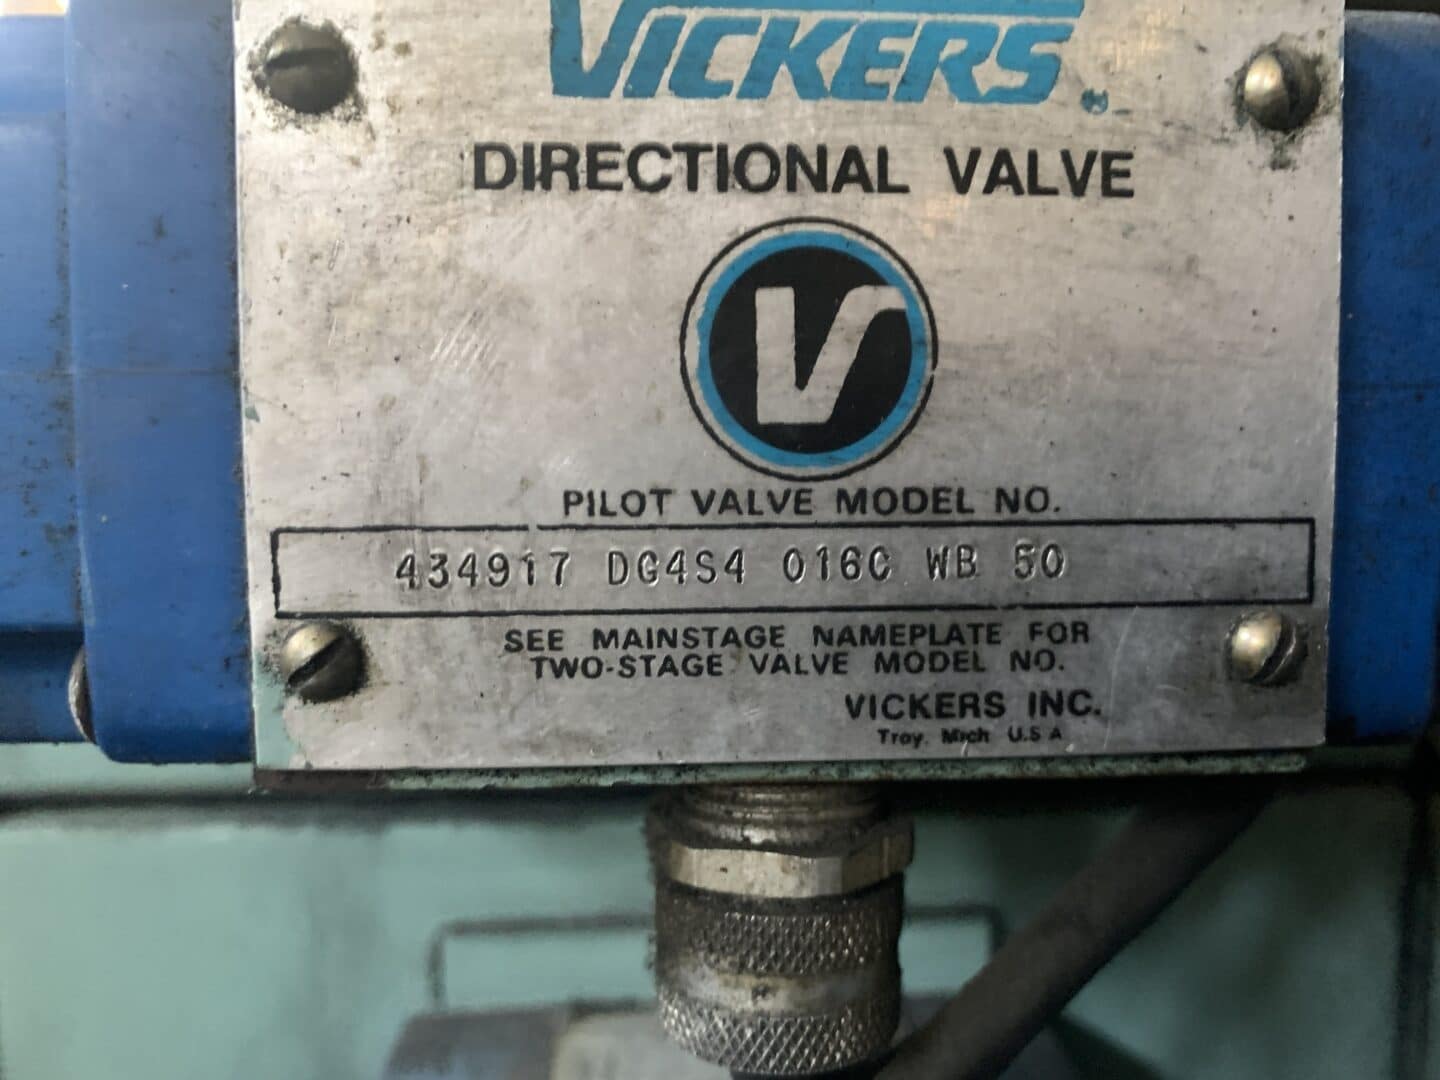 VICKERS®
DIRECTIONAL VALVE
V
PILOT VALVE MODEL NO.
434917 DG4S4 016C WB 50
SEE MAINSTAGE NAMEPLATE FOR
TWO-STAGE VALVE MODEL NO.
VICKERS INC.
Troy, Mich U.S A